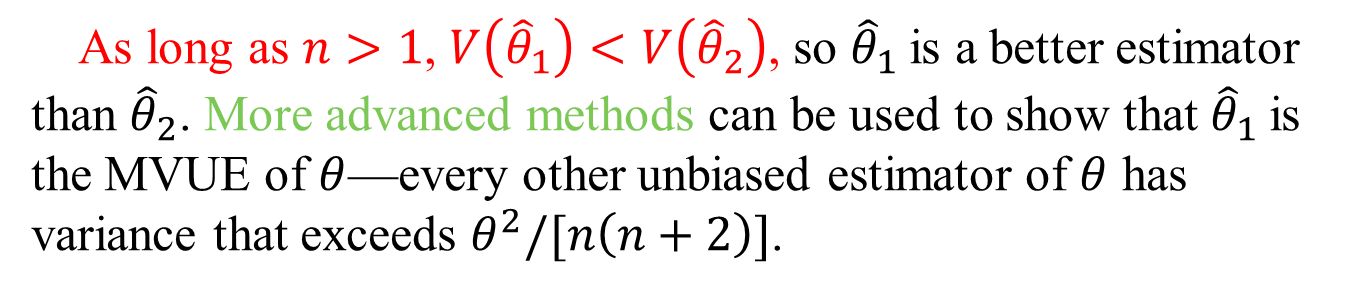 As long as n > 1, V(θ̂₁) < V(θ̂₂), so θ̂₁ is a better estimator
than θ̂₂. More advanced methods can be used to show that θ̂₁ is
the MVUE of θ—every other unbiased estimator of θ has
variance that exceeds θ²/[n(n + 2)].